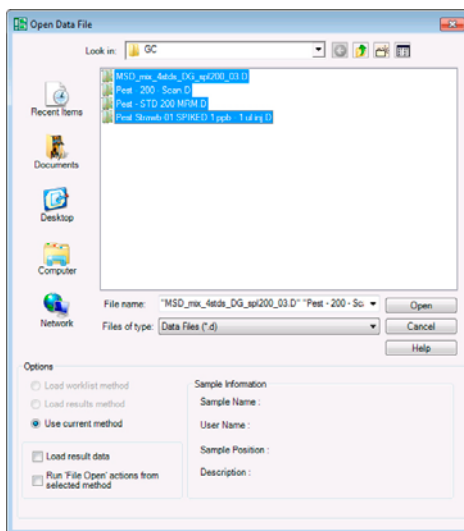 Open Data File
Look in: GC
MSD_mix_4stds_DG_spl200_03.D
Pest - 200 - Scan.D
Pest - STD 200 MRM.D
Pest Strawb-01 SPIKED 1 ppb - 1 ul inj.D
Recent Items
Documents
Desktop
Computer
Network
File name: "MSD_mix_4stds_DG_spl200_03.D" "Pest - 200 - Sc Open
Files of type: Data Files (*.d) Cancel
Help
Options
Load worklist method
Load results method
Use current method
Load result data
Run 'File Open' actions from
selected method
Sample Information
Sample Name :
User Name :
Sample Position :
Description :